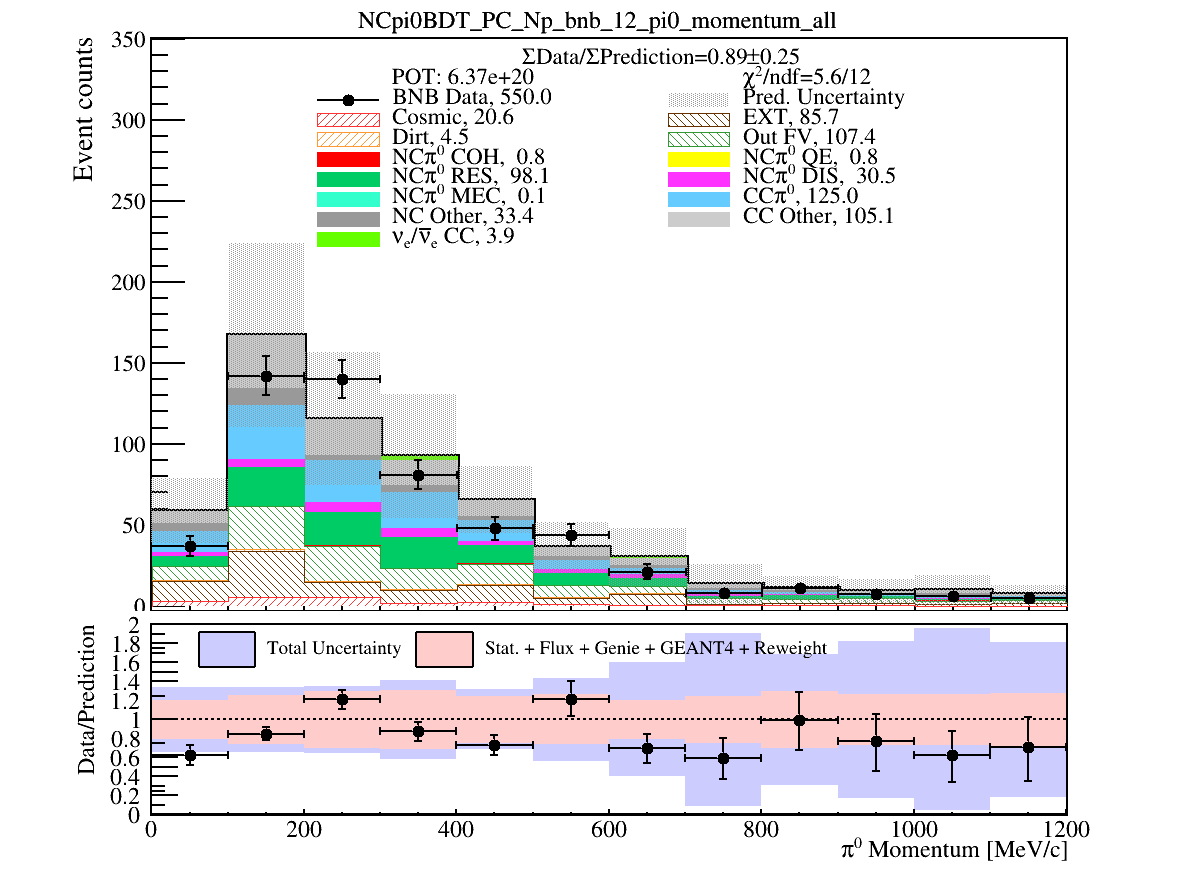 NCpi0BDT_PC_Np_bnb_12_pi0_momentum_all
ΣData/ΣPrediction=0.89±0.25
POT: 6.37e+20
χ²/ndf=5.6/12
BNB Data, 550.0
Pred. Uncertainty
Cosmic, 20.6
EXT, 85.7
Dirt, 4.5
Out FV, 107.4
NCπ⁰ COH, 0.8
NCπ⁰ QE, 0.8
NCπ⁰ RES, 98.1
NCπ⁰ DIS, 30.5
NCπ⁰ MEC, 0.1
CCπ⁰, 125.0
NC Other, 33.4
CC Other, 105.1
νₑ/ν̅ₑ CC, 3.9
Event counts
350
300
250
200
150
100
50
0
Total Uncertainty
Stat. + Flux + Genie + GEANT4 + Reweight
Data/Prediction
2
1.8
1.6
1.4
1.2
1
0.8
0.6
0.4
0.2
0
0 200 400 600 800 1000 1200
π⁰ Momentum [MeV/c]